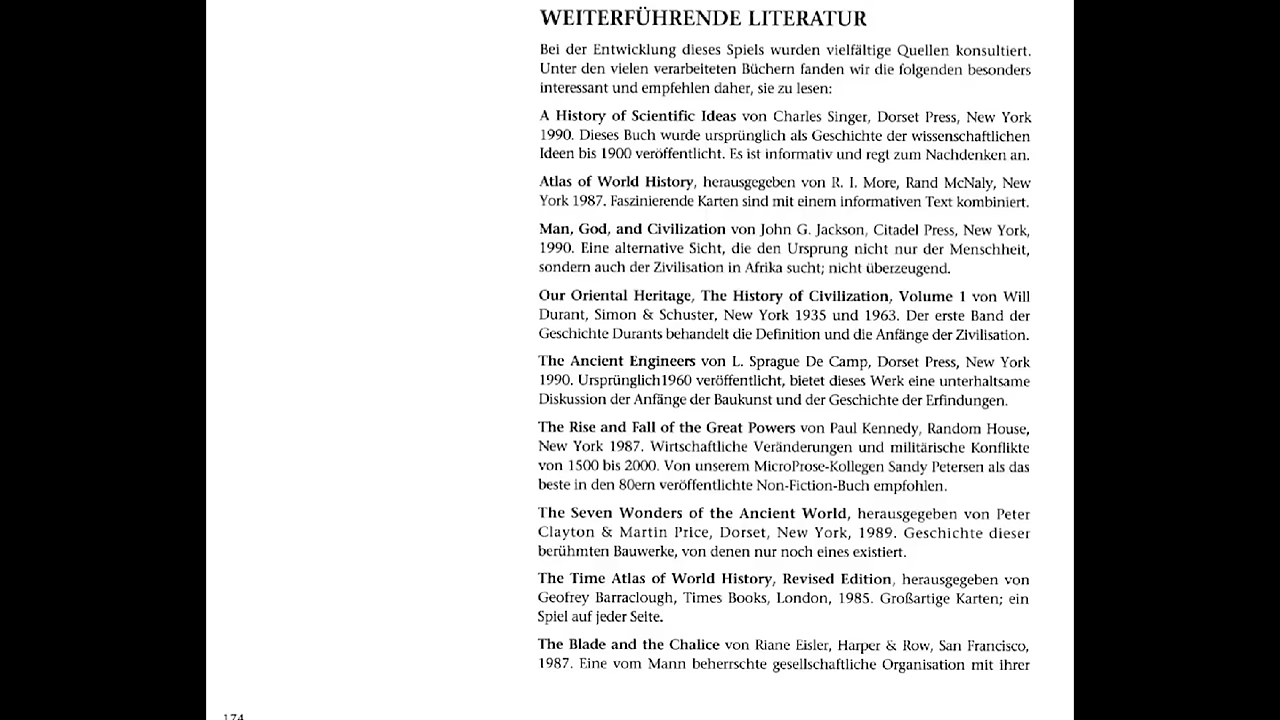 WEITERFÜHRENDE LITERATUR
Bei der Entwicklung dieses Spiels wurden vielfältige Quellen konsultiert.
Unter den vielen verarbeiteten Büchern fanden wir die folgenden besonders
interessant und empfehlen daher, sie zu lesen:
A History of Scientific Ideas von Charles Singer, Dorset Press, New York
1990. Dieses Buch wurde ursprünglich als Geschichte der wissenschaftlichen
Ideen bis 1900 veröffentlicht. Es ist informativ und regt zum Nachdenken an.
Atlas of World History, herausgegeben von R. I. More, Rand McNaly, New
York 1987. Faszinierende Karten sind mit einem informativen Text kombiniert.
Man, God, and Civilization von John G. Jackson, Citadel Press, New York,
1990. Eine alternative Sicht, die den Ursprung nicht nur der Menschheit,
sondern auch der Zivilisation in Afrika sucht; nicht überzeugend.
Our Oriental Heritage, The History of Civilization, Volume 1 von Will
Durant, Simon & Schuster, New York 1935 und 1963. Der erste Band der
Geschichte Durants behandelt die Definition und die Anfänge der Zivilisation.
The Ancient Engineers von L. Sprague De Camp, Dorset Press, New York
1990. Ursprünglich1960 veröffentlicht, bietet dieses Werk eine unterhaltsame
Diskussion der Anfänge der Baukunst und der Geschichte der Erfindungen.
The Rise and Fall of the Great Powers von Paul Kennedy, Random House,
New York 1987. Wirtschaftliche Veränderungen und militärische Konflikte
von 1500 bis 2000. Von unserem MicroProse-Kollegen Sandy Petersen als das
beste in den 80ern veröffentlichte Non-Fiction-Buch empfohlen.
The Seven Wonders of the Ancient World, herausgegeben von Peter
Clayton & Martin Price, Dorset, New York, 1989. Geschichte dieser
berühmten Bauwerke, von denen nur noch eines existiert.
The Time Atlas of World History, Revised Edition, herausgegeben von
Geofrey Barraclough, Times Books, London, 1985. Großartige Karten; ein
Spiel auf jeder Seite.
The Blade and the Chalice von Riane Eisler, Harper & Row, San Francisco,
1987. Eine vom Mann beherrschte gesellschaftliche Organisation mit ihrer
174